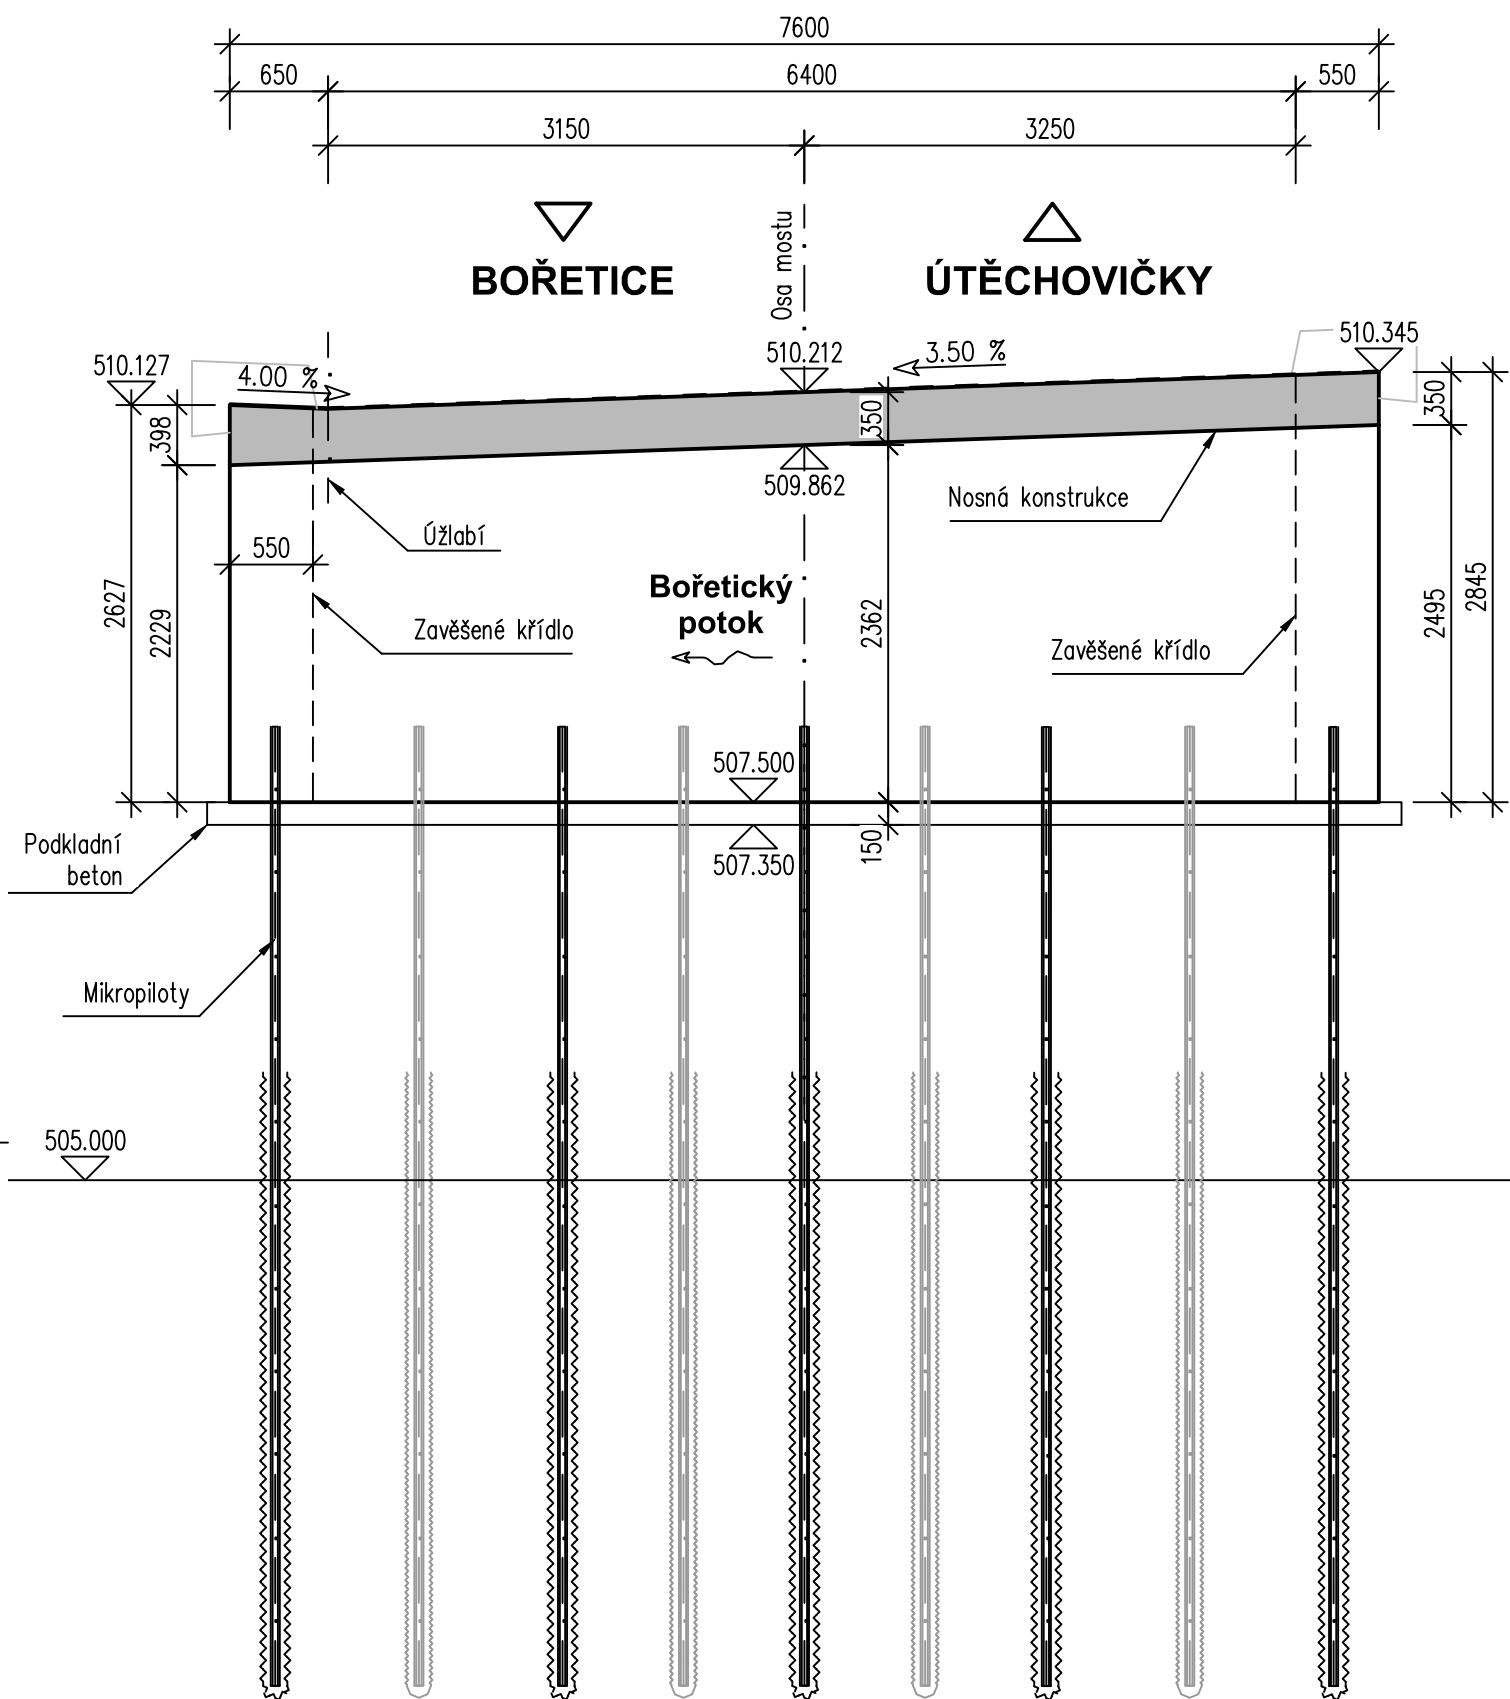 7600
650
6400
550
3150
3250
Osa mostu
BOŘETICE
ÚTĚCHOVIČKY
510.127
4.00 %
510.212
3.50 %
510.345
398
350
350
509.862
Nosná konstrukce
Úžlabí
550
2627
2229
Bořetický
potok
2362
2495
2845
Zavěšené křídlo
Zavěšené křídlo
507.500
507.350
150
Podkladní
beton
Mikropiloty
505.000